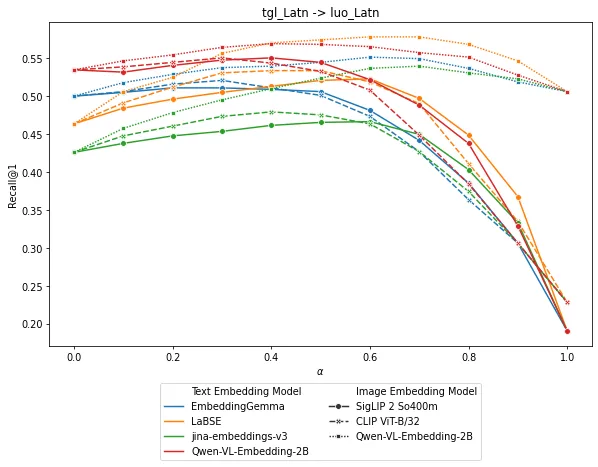 tgl_Latn -> luo_Latn
Recall@1
0.55
0.50
0.45
0.40
0.35
0.30
0.25
0.20
0.0
0.2
0.4
0.6
0.8
1.0
α
Text Embedding Model
EmbeddingGemma
LaBSE
jina-embeddings-v3
Qwen-VL-Embedding-2B
Image Embedding Model
SigLIP 2 So400m
CLIP ViT-B/32
Qwen-VL-Embedding-2B